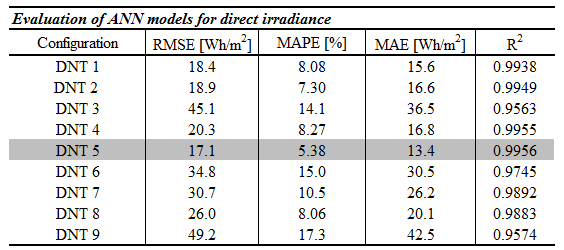 Evaluation of ANN models for direct irradiance
Configuration RMSE [Wh/m²] MAPE [%] MAE [Wh/m²] R²
DNT 1 18.4 8.08 15.6 0.9938
DNT 2 18.9 7.30 16.6 0.9949
DNT 3 45.1 14.1 36.5 0.9563
DNT 4 20.3 8.27 16.8 0.9955
DNT 5 17.1 5.38 13.4 0.9956
DNT 6 34.8 15.0 30.5 0.9745
DNT 7 30.7 10.5 26.2 0.9892
DNT 8 26.0 8.06 20.1 0.9883
DNT 9 49.2 17.3 42.5 0.9574